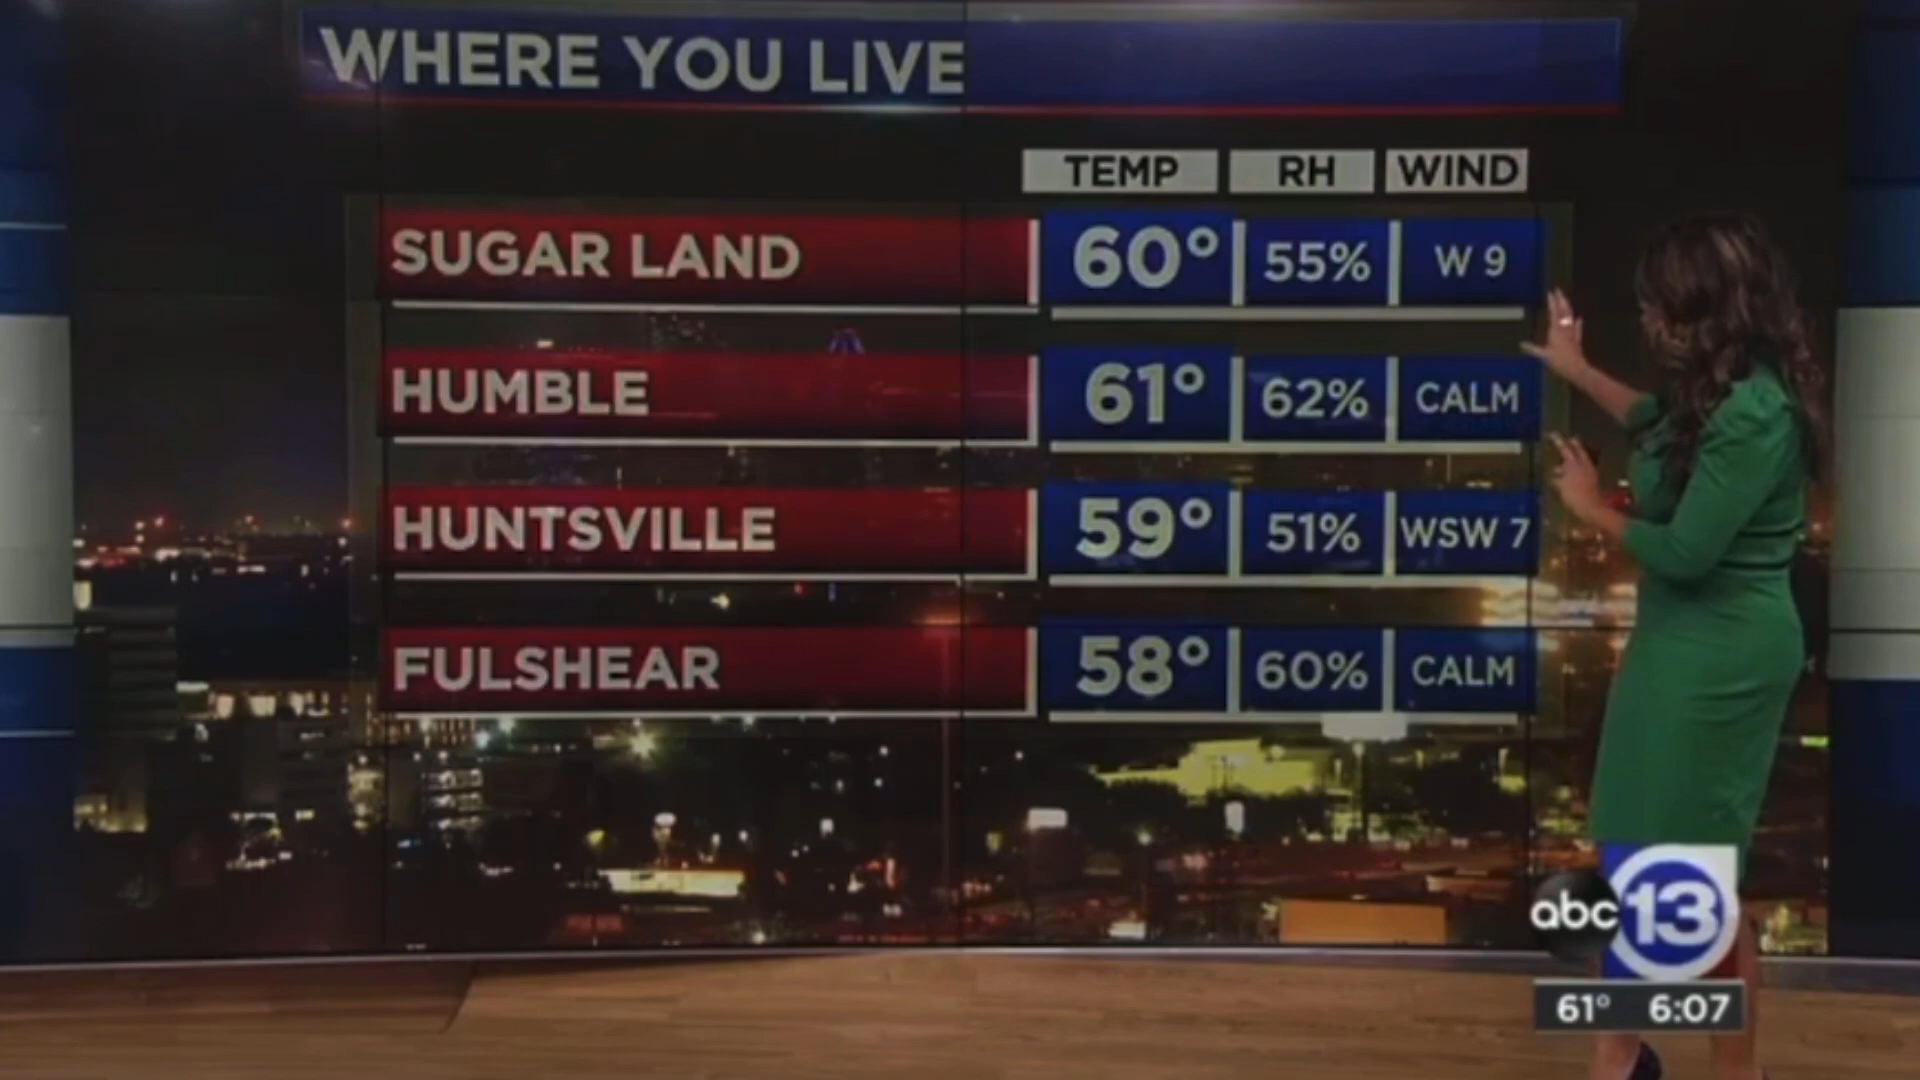 WHERE YOU LIVE
TEMP RH WIND
SUGAR LAND 60° 55% W 9
HUMBLE 61° 62% CALM
HUNTSVILLE 59° 51% WSW 7
FULSHEAR 58° 60% CALM
abc 13
61° 6:07